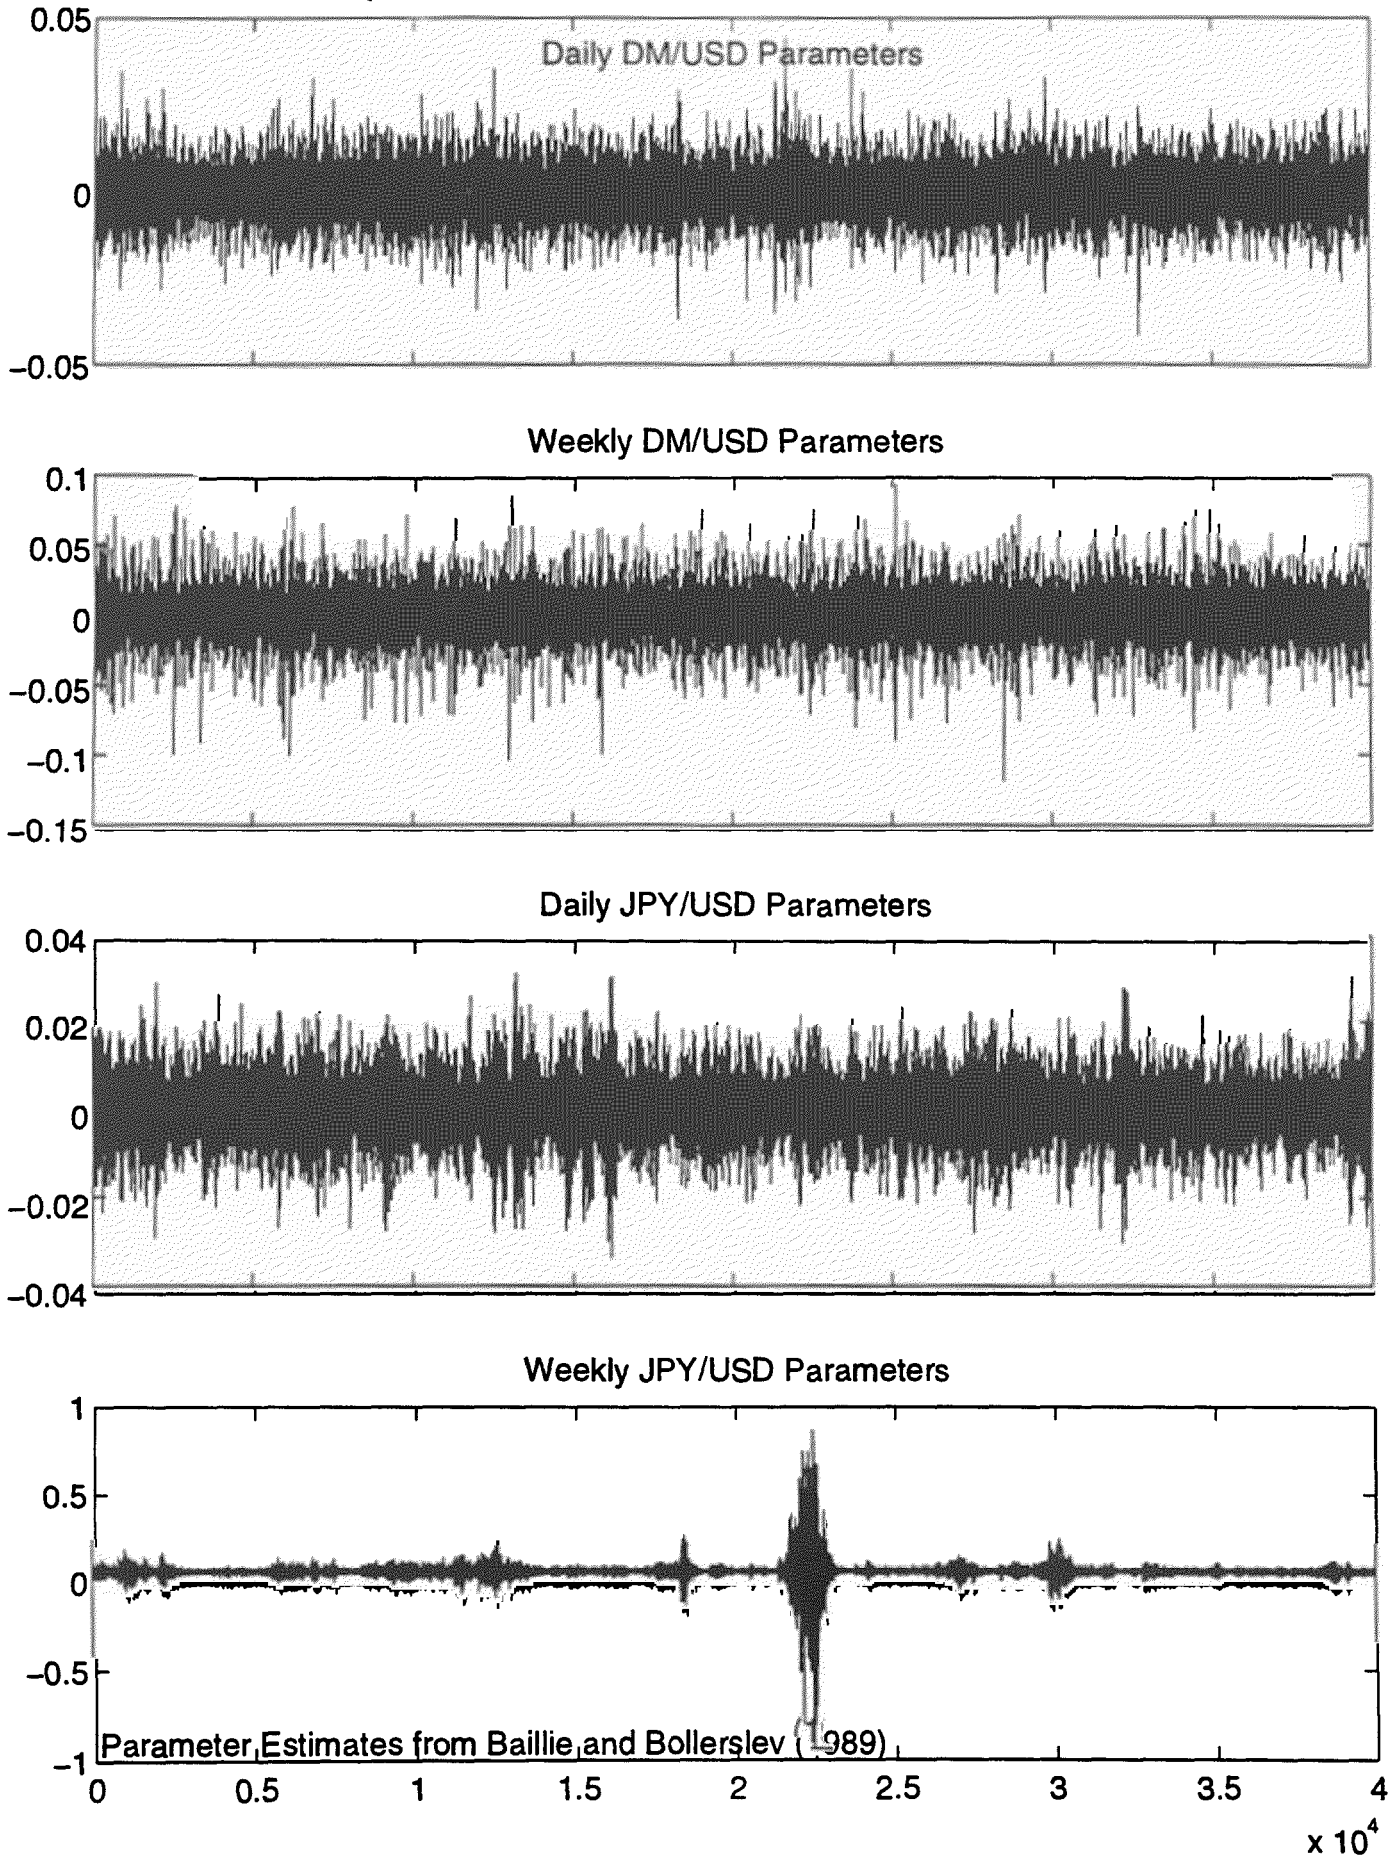 0.05
Daily DM/USD Parameters
0
−0.05
Weekly DM/USD Parameters
0.1
0.05
0
−0.05
−0.1
−0.15
Daily JPY/USD Parameters
0.04
0.02
0
−0.02
−0.04
Weekly JPY/USD Parameters
1
0.5
0
−0.5
−1
Parameter Estimates from Baillie and Bollerslev (1989)
0 0.5 1 1.5 2 2.5 3 3.5 4
x 10^4